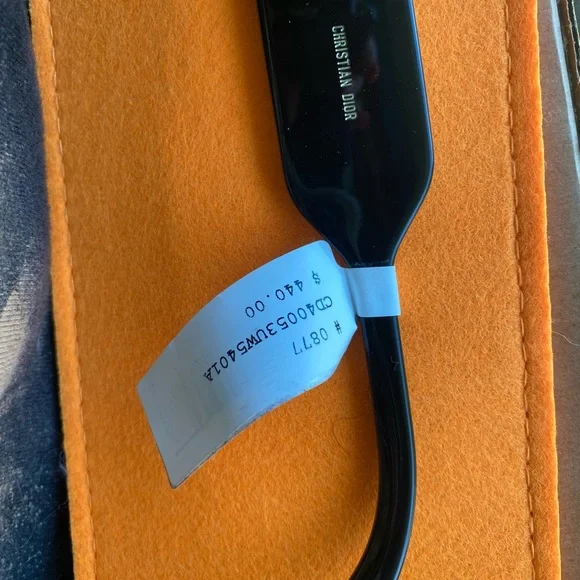 CHRISTIAN DIOR
# 0877
CD40053UW5401A
$ 440.00